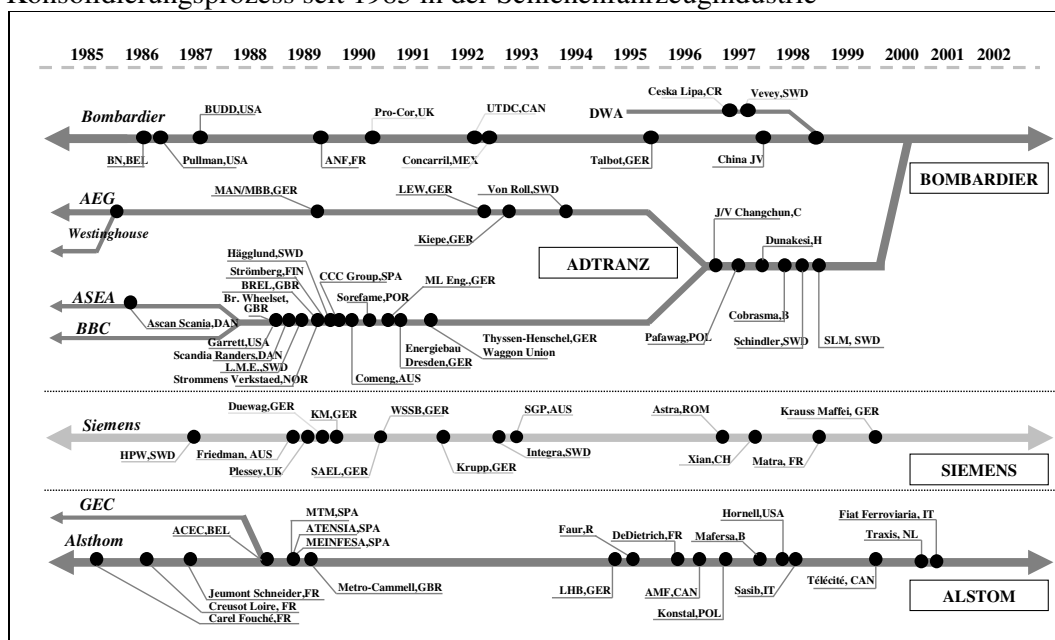 Konsolidierungsprozess seit 1985 in der Schienenfahrzeugindustrie
1985 1986 1987 1988 1989 1990 1991 1992 1993 1994 1995 1996 1997 1998 1999 2000 2001 2002
Ceska Lipa,CR
Vevey,SWD
BUDD,USA
Pro-Cor,UK
UTDC,CAN
DWA
Bombardier
BN,BEL
Pullman,USA
ANF,FR
Concarril,MEX
Talbot,GER
China JV
BOMBARDIER
MAN/MBB,GER
LEW,GER
Von Roll,SWD
AEG
J/V Changchun,C
Westinghouse
Kiepe,GER
Dunakesi,H
Hägglund,SWD
ADTRANZ
Strömberg,FIN
CCC Group,SPA
ML Eng.,GER
BREL,GBR
Sorefame,POR
Br. Wheelset,
GBR
ASEA
Ascan Scania,DAN
Cobrasma,B
BBC
Garrett,USA
Thyssen-Henschel,GER
Waggon Union
Pafawag,POL
Schindler,SWD
SLM, SWD
Scandia Randers,DAN
Energiebau
Dresden,GER
L.M.E.,SWD
Strommens Verkstaed,NOR
Comeng,AUS
Duewag,GER
KM,GER
WSSB,GER
SGP,AUS
Astra,ROM
Krauss Maffei, GER
Siemens
HPW,SWD
Friedman, AUS
Integra,SWD
Xian,CH
Matra, FR
Plessey,UK
SAEL,GER
Krupp,GER
SIEMENS
GEC
MTM,SPA
Hornell,USA
Fiat Ferroviaria, IT
ACEC,BEL
ATENSIA,SPA
Faur,R
DeDietrich,FR
Mafersa,B
Traxis, NL
Alsthom
MEINFESA,SPA
Metro-Cammell,GBR
Télécité, CAN
Jeumont Schneider,FR
LHB,GER
AMF,CAN
Sasib,IT
ALSTOM
Creusot Loire, FR
Konstal,POL
Carel Fouché,FR